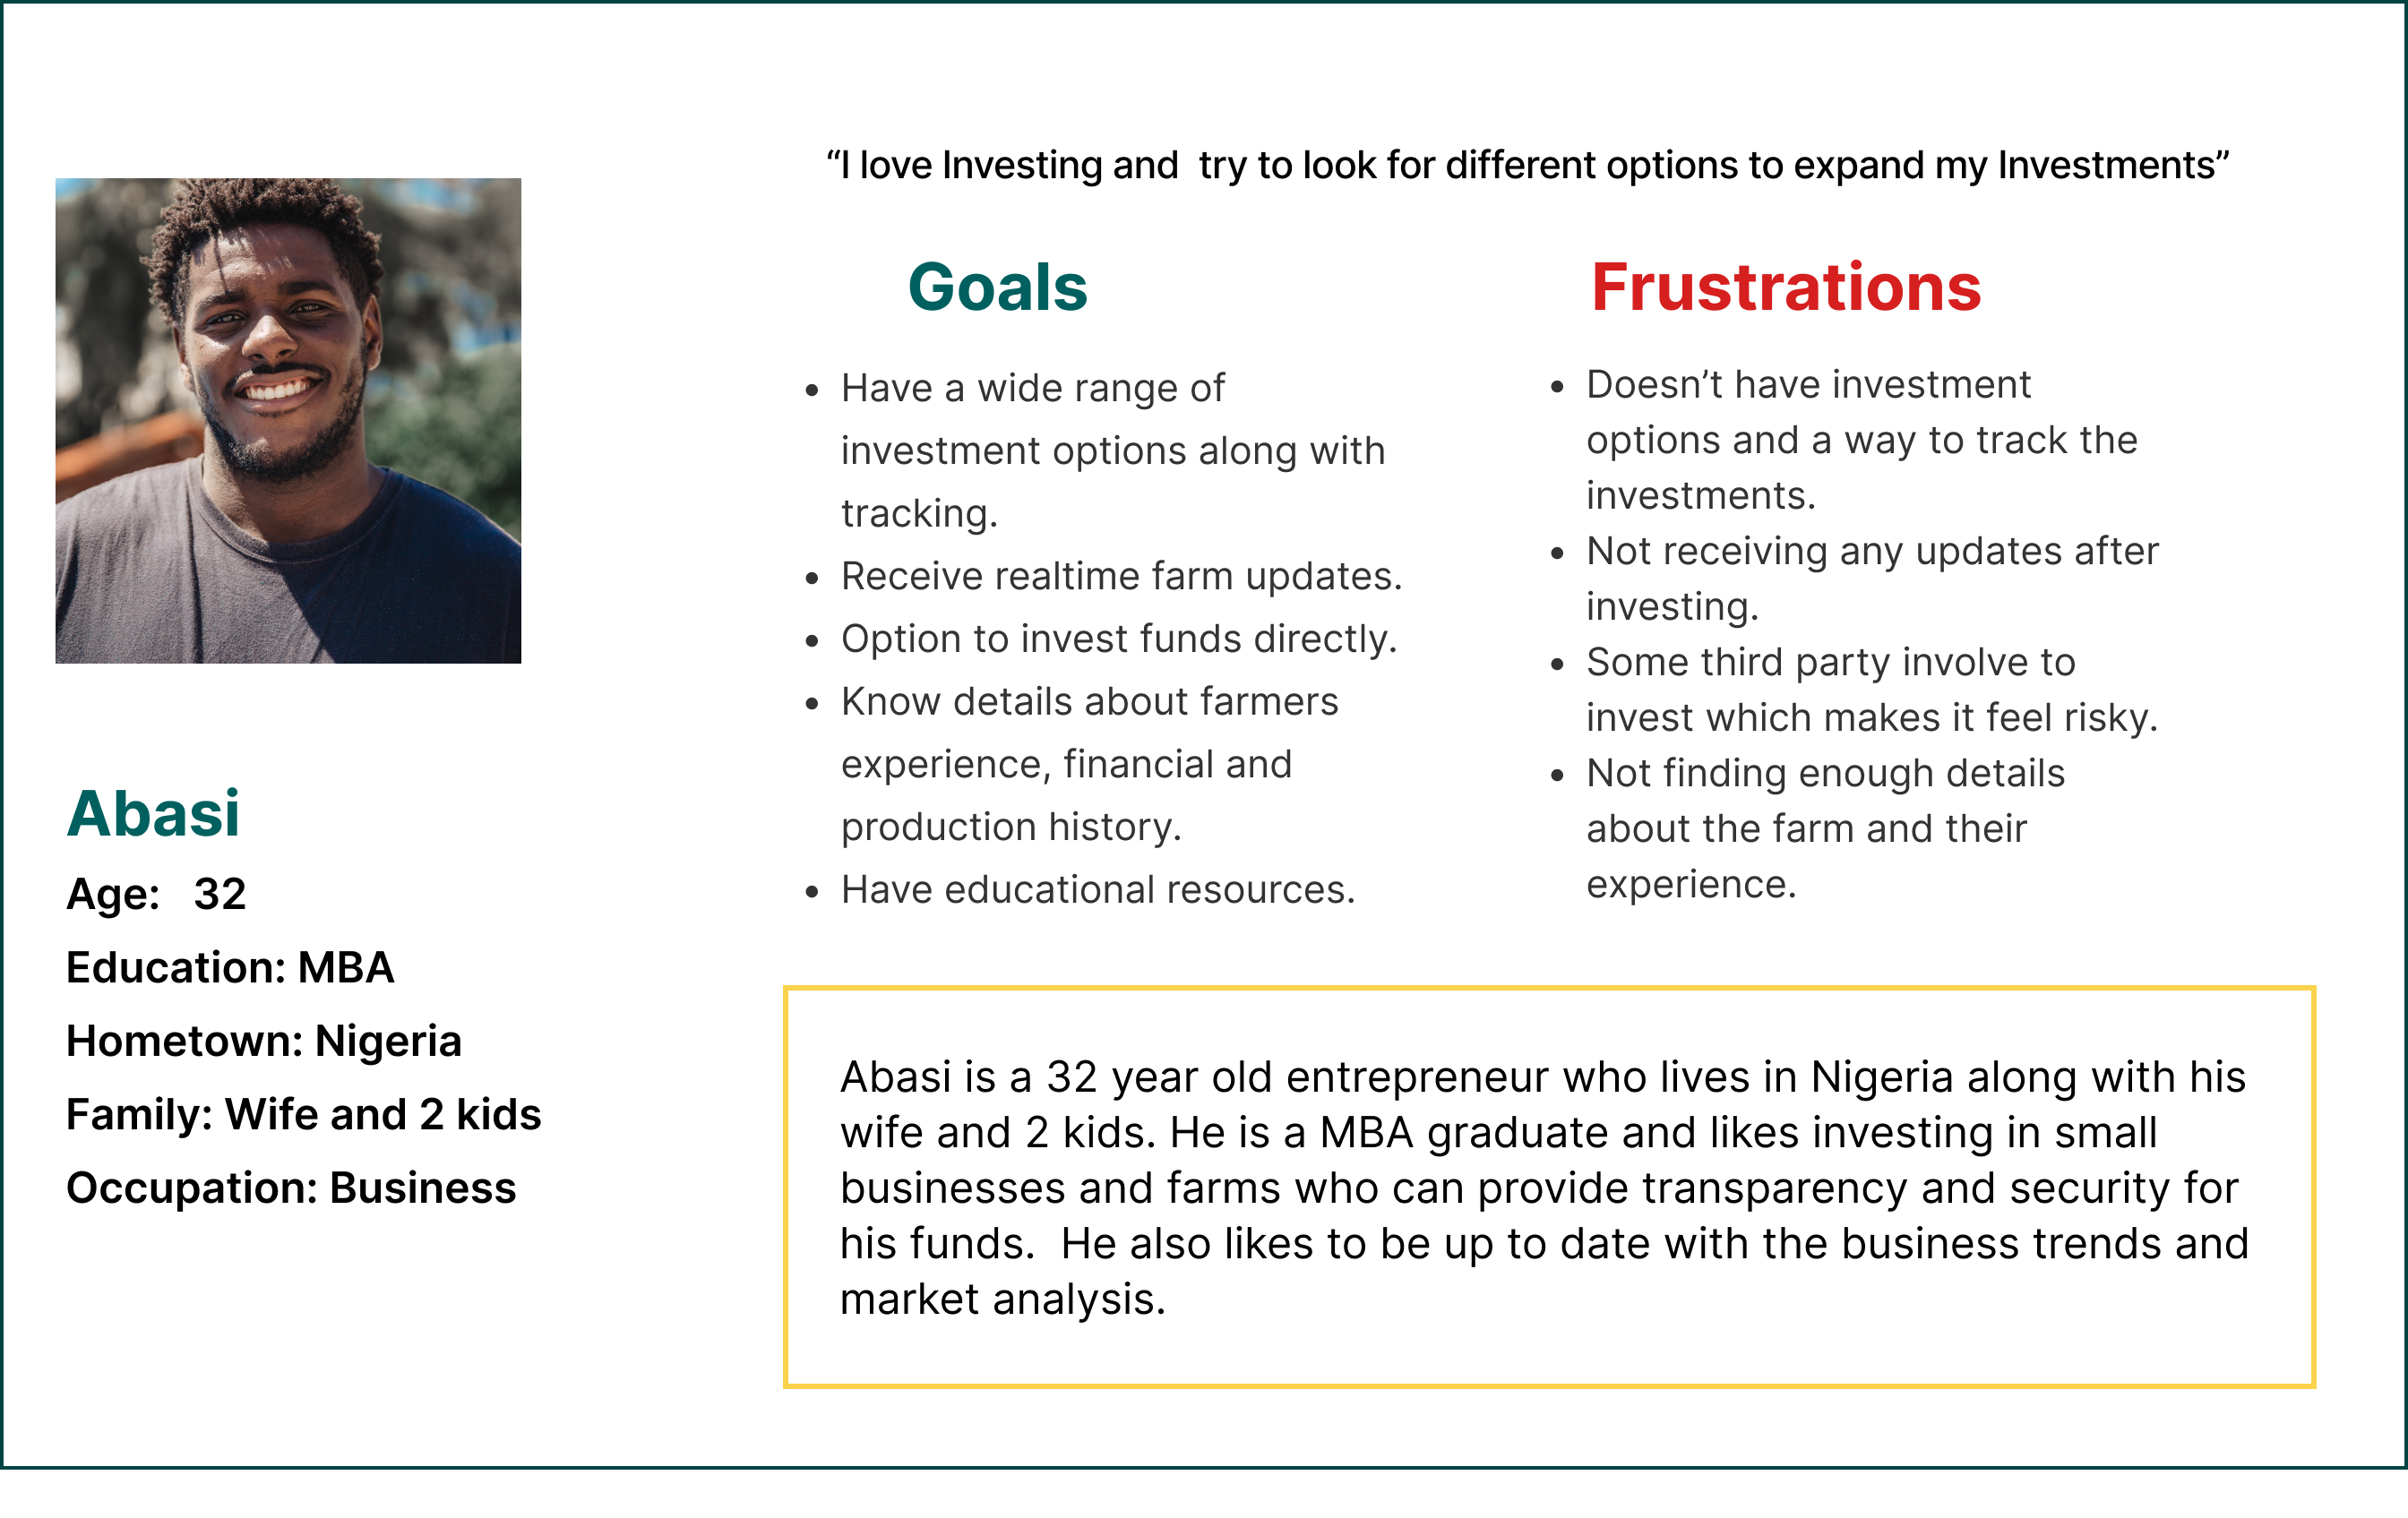 “I love Investing and  try to look for different options to expand my Investments”
Goals
• Have a wide range of
investment options along with
tracking.
• Receive realtime farm updates.
• Option to invest funds directly.
• Know details about farmers
experience, financial and
production history.
• Have educational resources.
Frustrations
• Doesn’t have investment
options and a way to track the
investments.
• Not receiving any updates after
investing.
• Some third party involve to
invest which makes it feel risky.
• Not finding enough details
about the farm and their
experience.
Abasi
Age:   32
Education: MBA
Hometown: Nigeria
Family: Wife and 2 kids
Occupation: Business
Abasi is a 32 year old entrepreneur who lives in Nigeria along with his
wife and 2 kids. He is a MBA graduate and likes investing in small
businesses and farms who can provide transparency and security for
his funds.  He also likes to be up to date with the business trends and
market analysis.